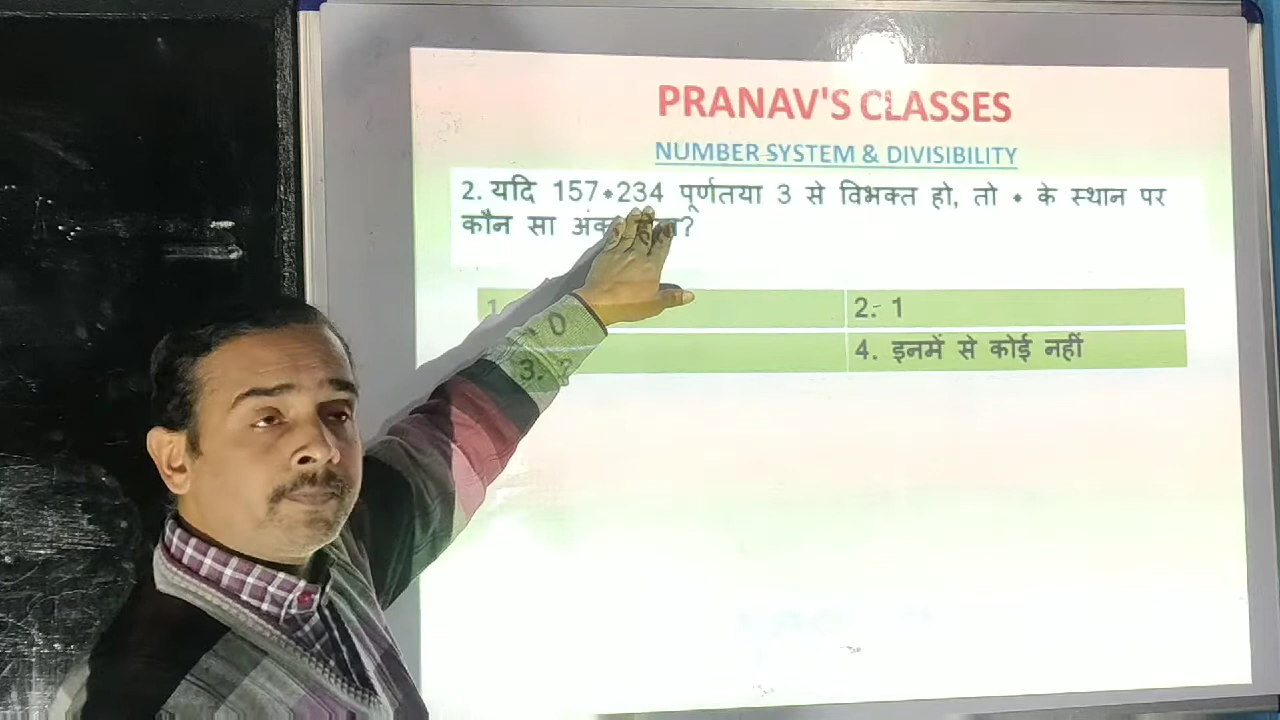 PRANAV'S CLASSES
NUMBER SYSTEM & DIVISIBILITY
2. यदि 157*234 पूर्णतया 3 से विभक्त हो, तो * के स्थान पर
कौन सा
1. 0
2. 1
3.
4. इनमें से कोई नहीं